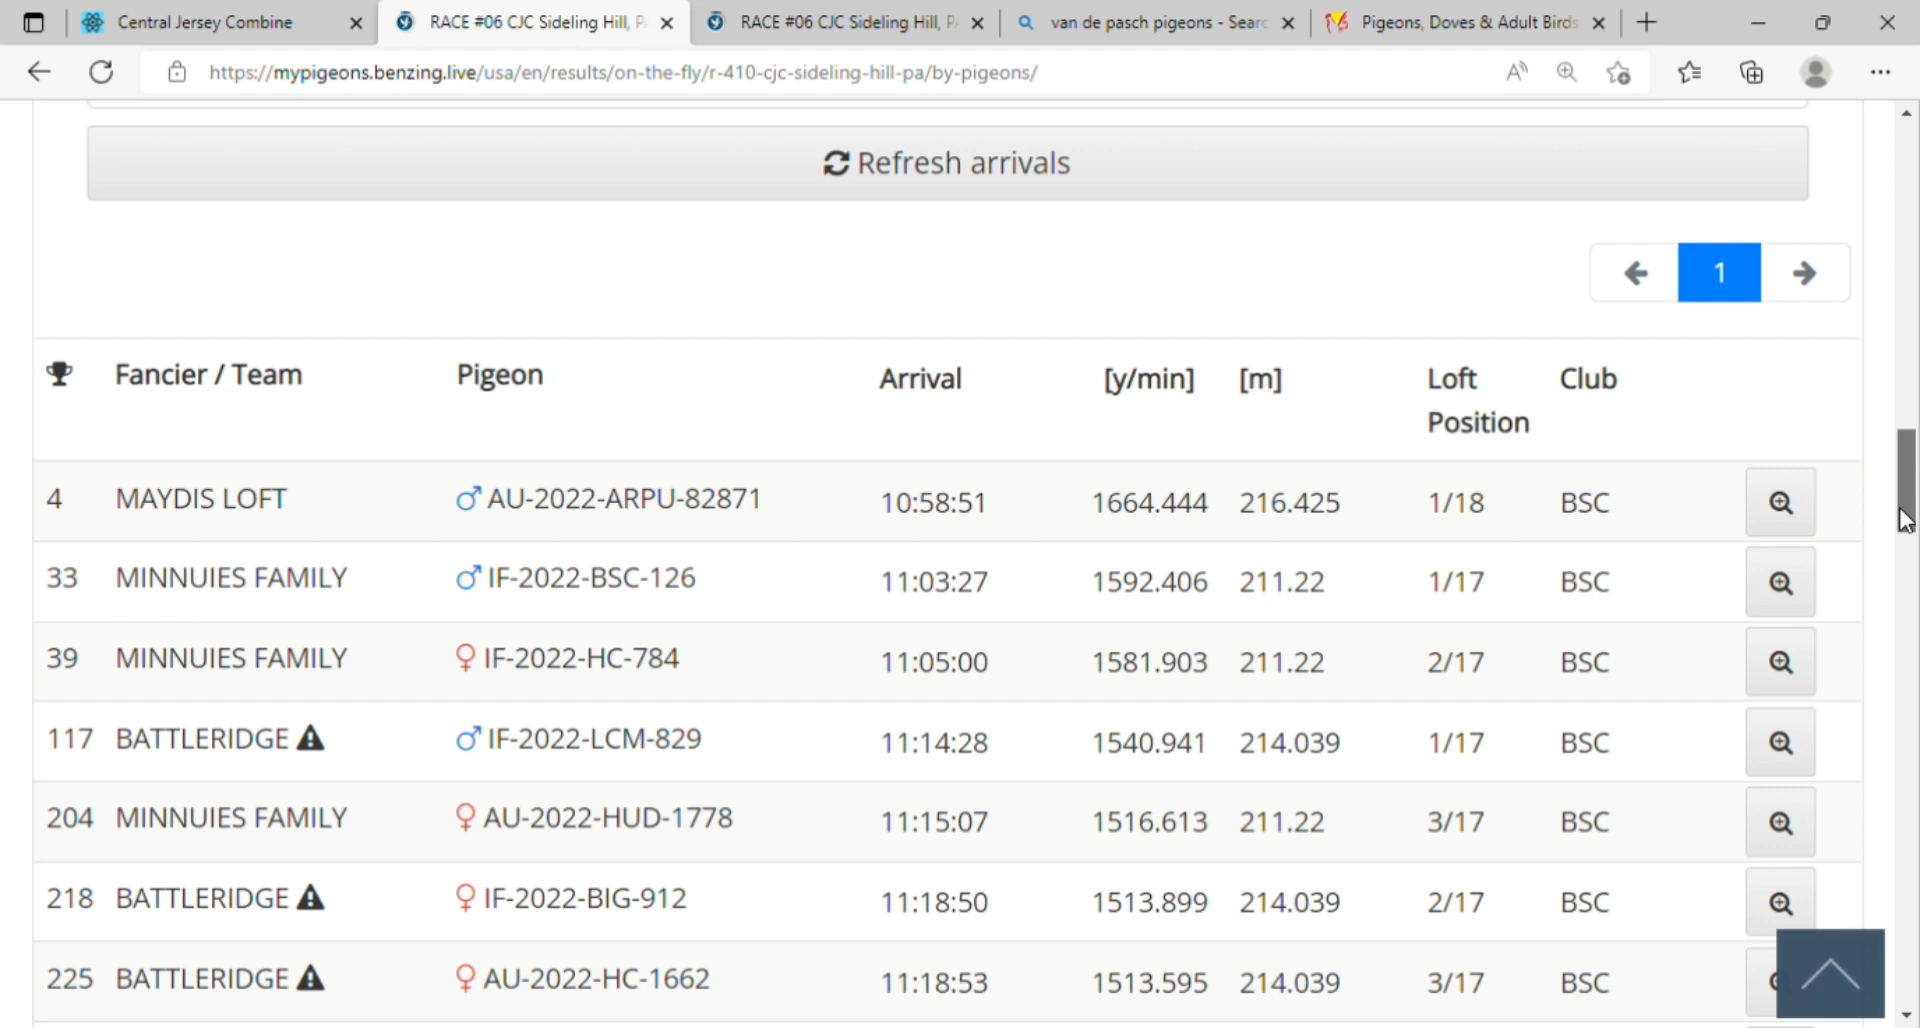 Central Jersey Combine RACE #06 CJC Sideling Hill, P RACE #06 CJC Sideling Hill, P van de pasch pigeons - Searc Pigeons, Doves & Adult Birds
https://mypigeons.benzing.live/usa/en/results/on-the-fly/r-410-cjc-sideling-hill-pa/by-pigeons/
Refresh arrivals
1
Fancier / Team Pigeon Arrival [y/min] [m] Loft Position Club
4 MAYDIS LOFT ♂ AU-2022-ARPU-82871 10:58:51 1664.444 216.425 1/18 BSC
33 MINNUIES FAMILY ♂ IF-2022-BSC-126 11:03:27 1592.406 211.22 1/17 BSC
39 MINNUIES FAMILY ♀ IF-2022-HC-784 11:05:00 1581.903 211.22 2/17 BSC
117 BATTLERIDGE ♂ IF-2022-LCM-829 11:14:28 1540.941 214.039 1/17 BSC
204 MINNUIES FAMILY ♀ AU-2022-HUD-1778 11:15:07 1516.613 211.22 3/17 BSC
218 BATTLERIDGE ♀ IF-2022-BIG-912 11:18:50 1513.899 214.039 2/17 BSC
225 BATTLERIDGE ♀ AU-2022-HC-1662 11:18:53 1513.595 214.039 3/17 BSC